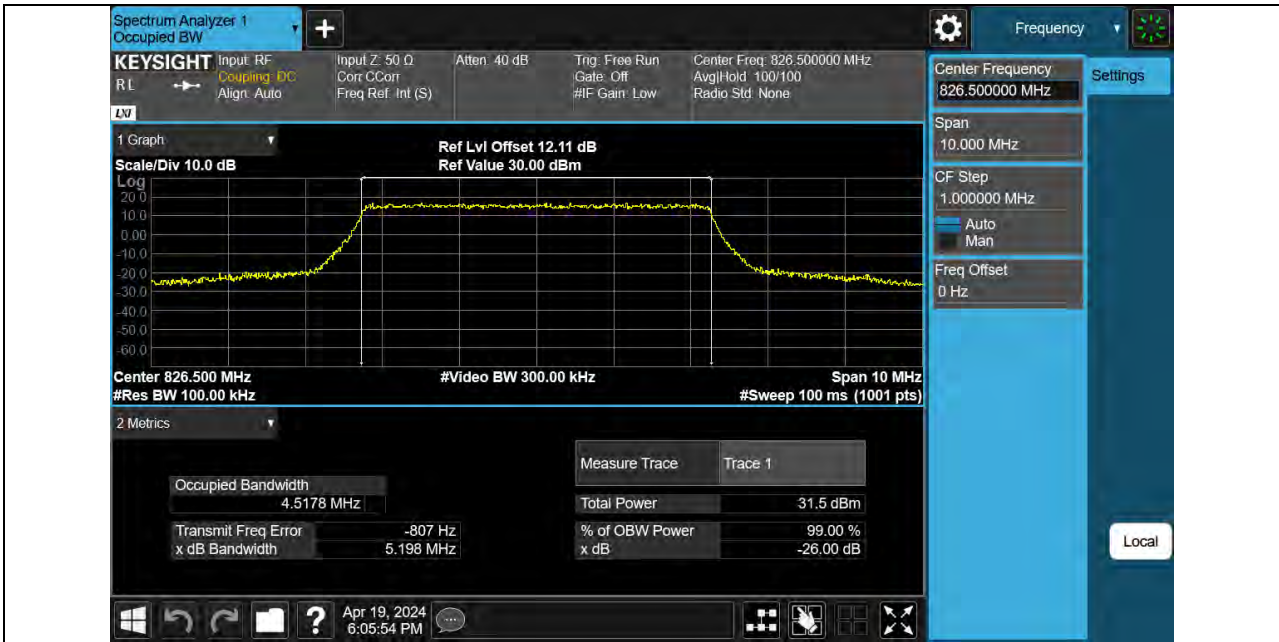 Spectrum Analyzer 1
Occupied BW
+
Frequency
KEYSIGHT
RL
LXI
Input: RF
Coupling: DC
Align: Auto
Input Z: 50 Ω
Corr CCorr
Freq Ref: Int (S)
Atten: 40 dB
Trig: Free Run
Gate: Off
#IF Gain: Low
Center Freq: 826.500000 MHz
Avg|Hold: 100/100
Radio Std: None
Center Frequency
826.500000 MHz
Settings
Span
10.000 MHz
CF Step
1.000000 MHz
Auto
Man
Freq Offset
0 Hz
1 Graph
Ref Lvl Offset 12.11 dB
Scale/Div 10.0 dB
Ref Value 30.00 dBm
Log
20.0
10.0
0.00
-10.0
-20.0
-30.0
-40.0
-50.0
-60.0
Center 826.500 MHz
#Video BW 300.00 kHz
Span 10 MHz
#Res BW 100.00 kHz
#Sweep 100 ms (1001 pts)
2 Metrics
Measure Trace
Trace 1
Occupied Bandwidth
4.5178 MHz
Total Power
31.5 dBm
Transmit Freq Error
-807 Hz
% of OBW Power
99.00 %
x dB Bandwidth
5.198 MHz
x dB
-26.00 dB
Local
?
Apr 19, 2024
6:05:54 PM